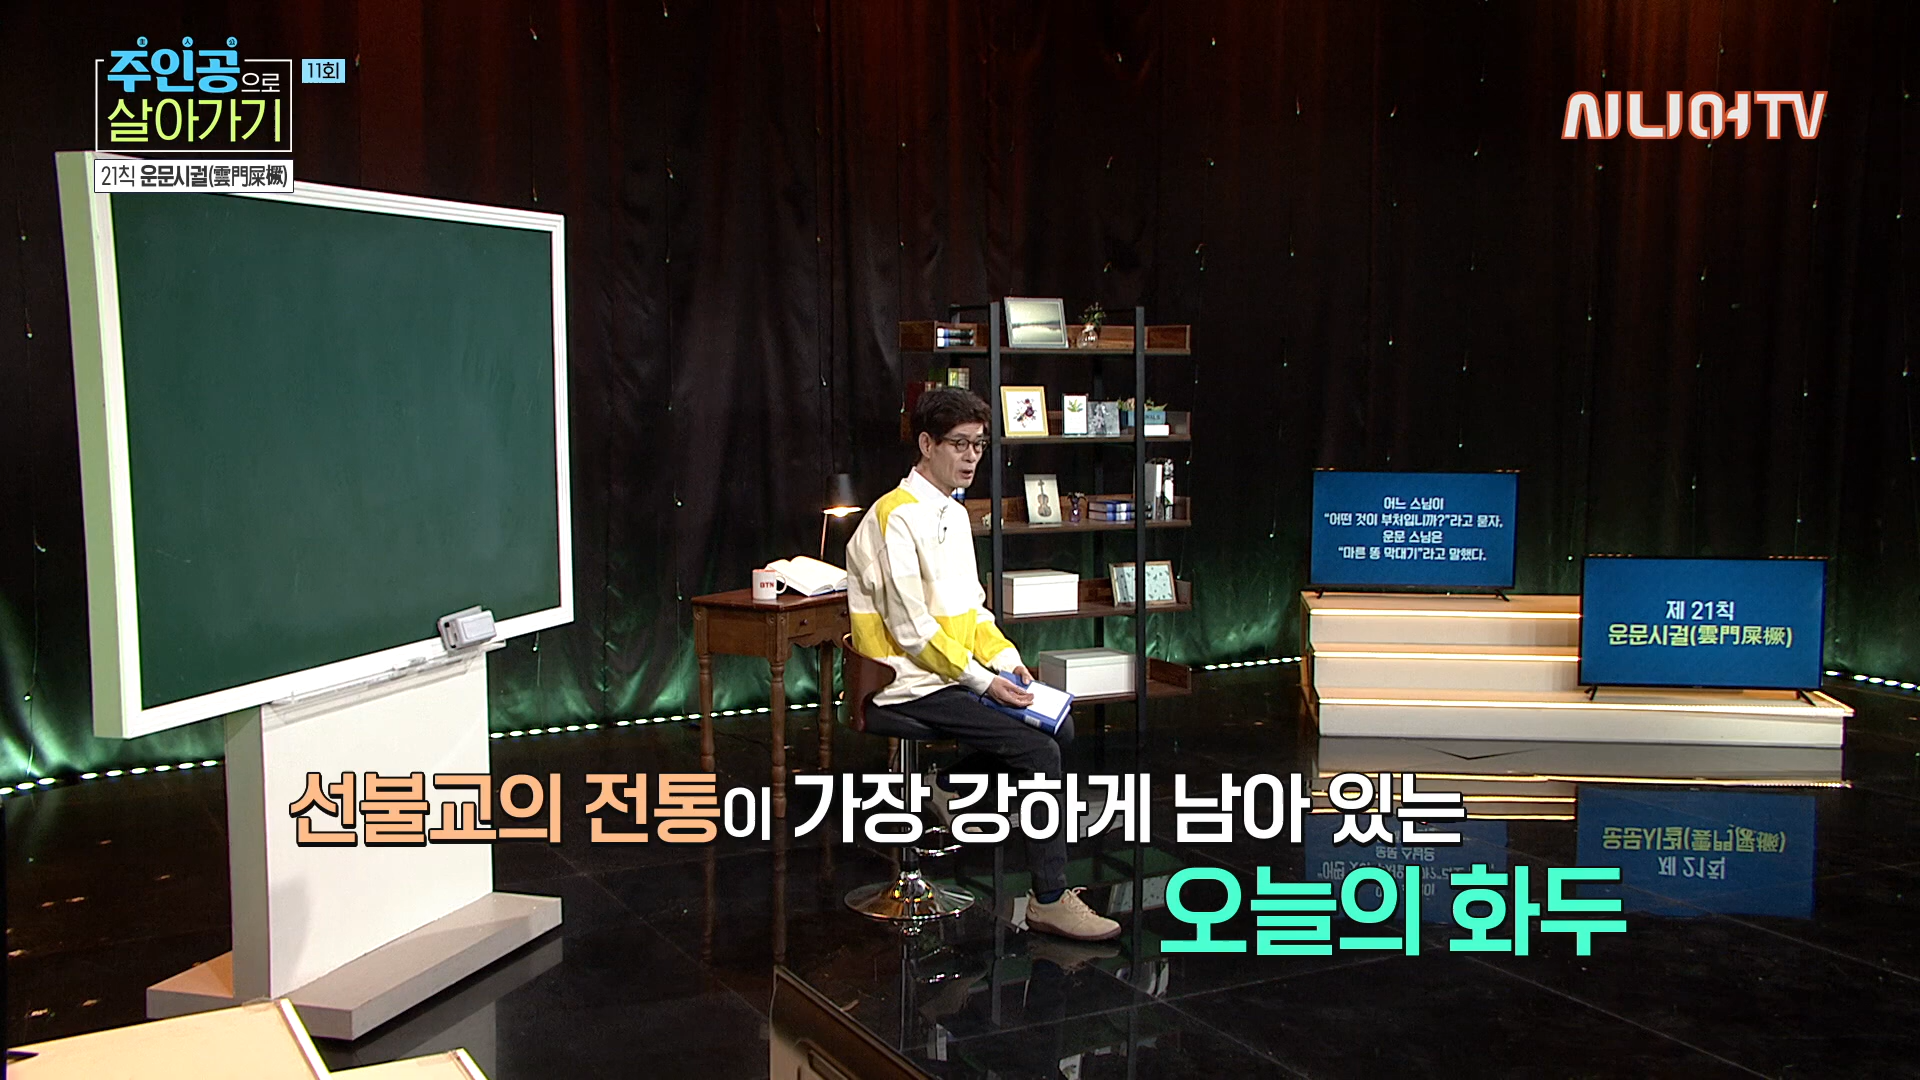 主人公
주인공으로
살아가기
11회
21칙 운문시궐(雲門屎橛)
시니어TV
어느 스님이
“어떤 것이 부처입니까?”라고 묻자,
운문 스님은
“마른 똥 막대기”라고 말했다.
제 21칙
운문시궐(雲門屎橛)
BTN
선불교의 전통이 가장 강하게 남아 있는
오늘의 화두